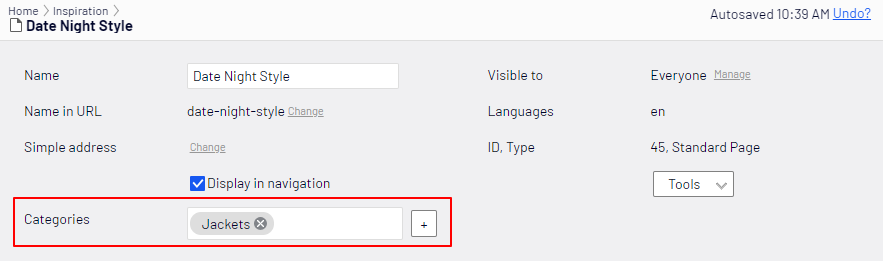 Home Inspiration
Date Night Style
Autosaved 10:39 AM Undo?
Name Date Night Style Visible to Everyone Manage
Name in URL date-night-style Change Languages en
Simple address Change ID, Type 45, Standard Page
Display in navigation Tools
Categories Jackets +